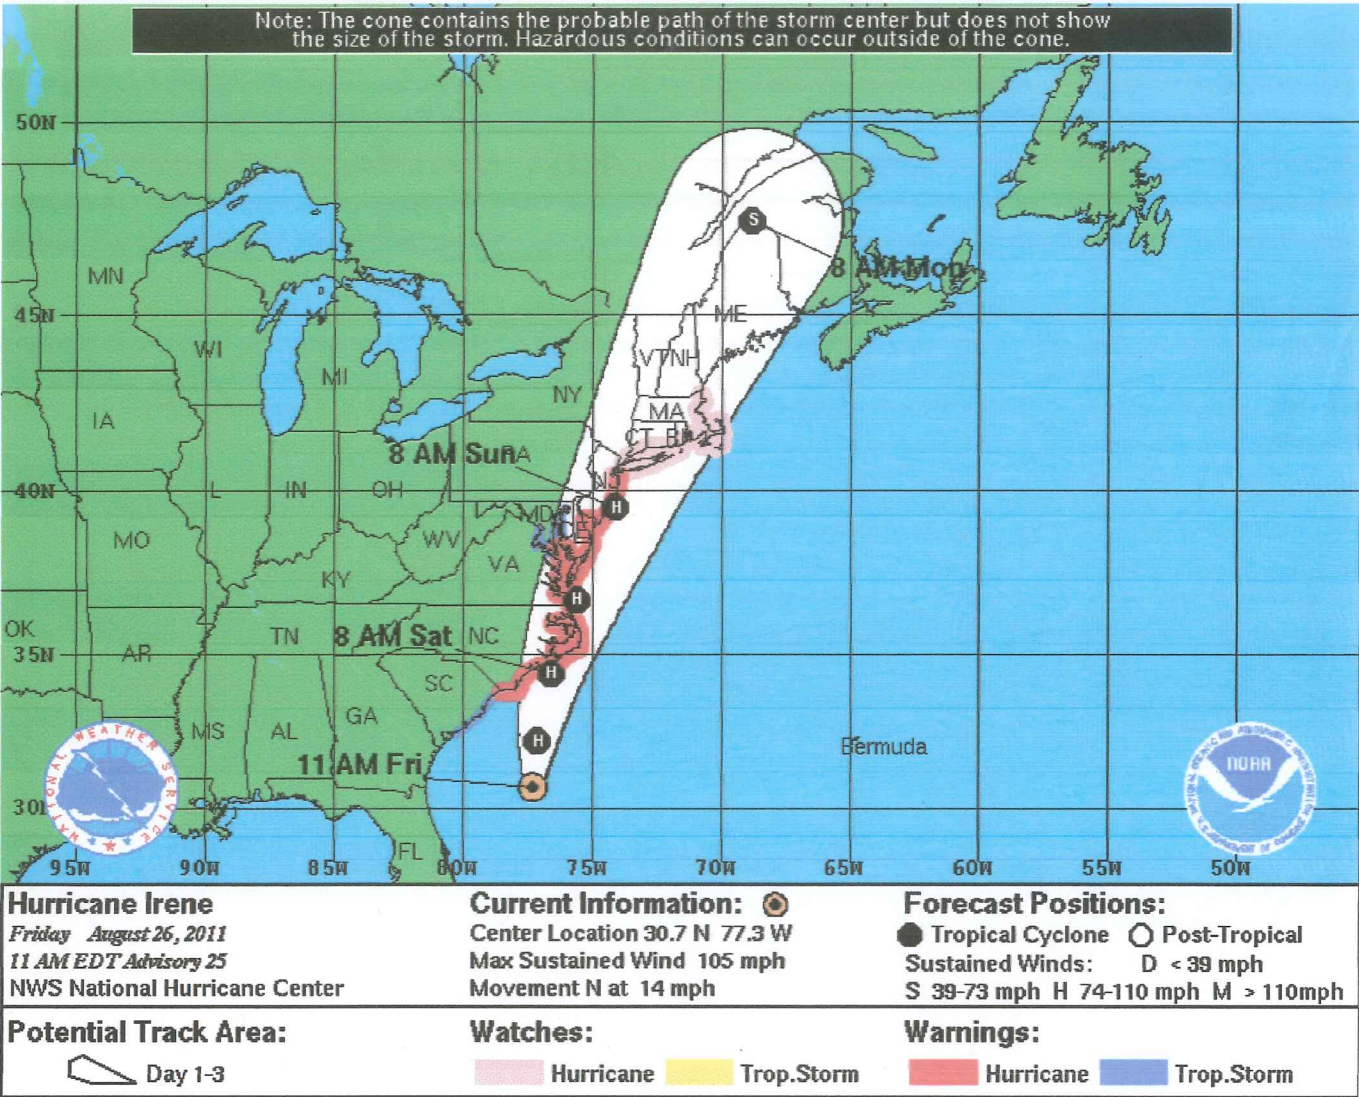 Note: The cone contains the probable path of the storm center but does not show
the size of the storm. Hazardous conditions can occur outside of the cone.
50N
S
8 AM Mon
MN
45N
ME
WI
VT NH
MI
NY
MA
IA
CT RI
8 AM Sun PA
NJ
40N
IL
IN
OH
H
MD
DE
MO
WV
VA
KY
H
OK
TN
8 AM Sat
NC
35N
AR
H
SC
MS
AL
GA
H
Bermuda
11 AM Fri
NATIONAL WEATHER SERVICE
NOAA
30N
FL
95W 90W 85W 80W 75W 70W 65W 60W 55W 50W
Hurricane Irene
Friday August 26, 2011
11 AM EDT Advisory 25
NWS National Hurricane Center
Current Information:
Center Location 30.7 N 77.3 W
Max Sustained Wind 105 mph
Movement N at 14 mph
Forecast Positions:
Tropical Cyclone Post-Tropical
Sustained Winds: D < 39 mph
S 39-73 mph H 74-110 mph M > 110mph
Potential Track Area:
Day 1-3
Watches:
Hurricane Trop.Storm
Warnings:
Hurricane Trop.Storm